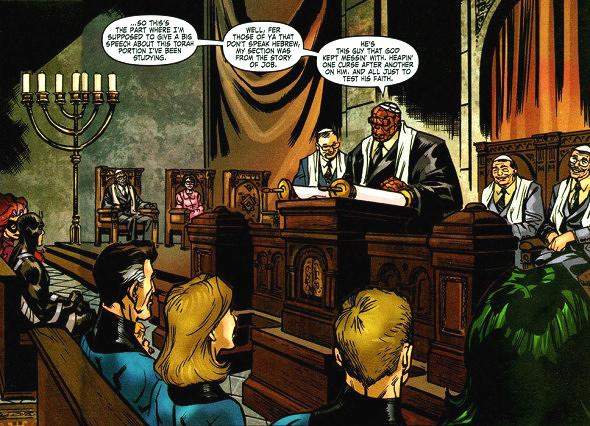 ...SO THIS'S
THE PART WHERE I'M
SUPPOSED TO GIVE A BIG
SPEECH ABOUT THIS TORAH
PORTION I'VE BEEN
STUDYING.
WELL, FER
THOSE OF YA THAT
DON'T SPEAK HEBREW,
MY SECTION WAS
FROM THE STORY
OF JOB.
HE'S
THIS GUY THAT GOD
KEPT MESSIN' WITH. HEAPIN'
ONE CURSE AFTER ANOTHER
ON HIM. AND ALL JUST TO
TEST HIS FAITH.